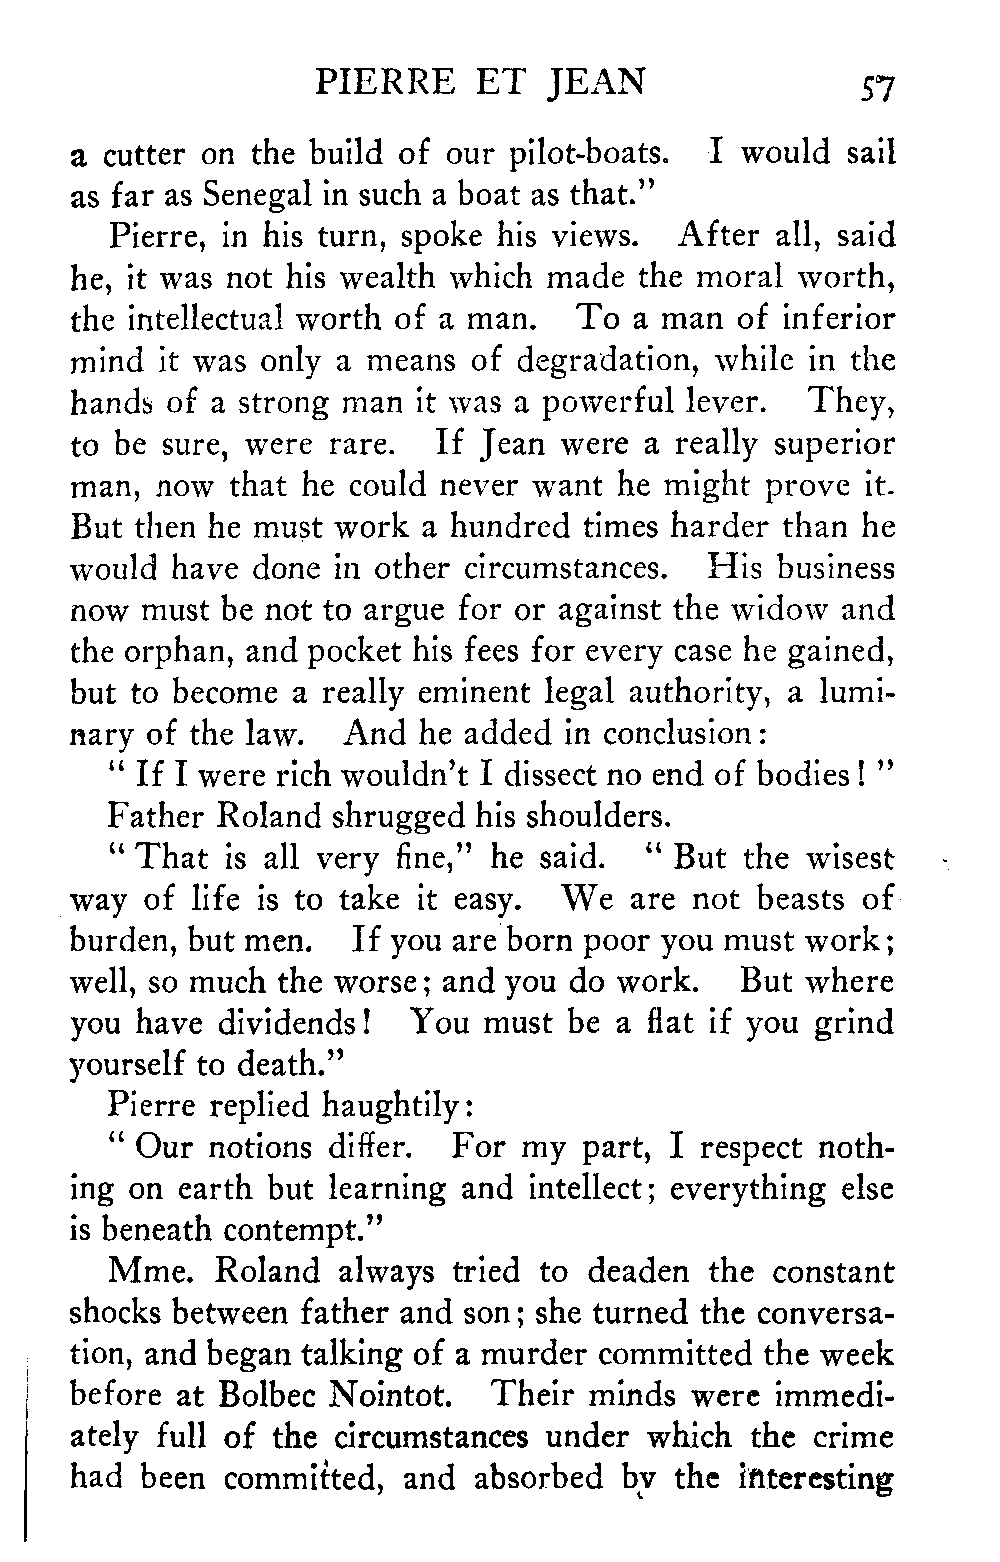 PIERRE ET JEAN 57
a cutter on the build of our pilot-boats. I would sail
as far as Senegal in such a boat as that."
Pierre, in his turn, spoke his views. After all, said
he, it was not his wealth which made the moral worth,
the intellectual worth of a man. To a man of inferior
mind it was only a means of degradation, while in the
hands of a strong man it was a powerful lever. They,
to be sure, were rare. If Jean were a really superior
man, now that he could never want he might prove it.
But then he must work a hundred times harder than he
would have done in other circumstances. His business
now must be not to argue for or against the widow and
the orphan, and pocket his fees for every case he gained,
but to become a really eminent legal authority, a lumi-
nary of the law. And he added in conclusion:
"If I were rich wouldn't I dissect no end of bodies!"
Father Roland shrugged his shoulders.
"That is all very fine," he said. "But the wisest
way of life is to take it easy. We are not beasts of
burden, but men. If you are born poor you must work;
well, so much the worse; and you do work. But where
you have dividends! You must be a flat if you grind
yourself to death."
Pierre replied haughtily:
"Our notions differ. For my part, I respect noth-
ing on earth but learning and intellect; everything else
is beneath contempt."
Mme. Roland always tried to deaden the constant
shocks between father and son; she turned the conversa-
tion, and began talking of a murder committed the week
before at Bolbec Nointot. Their minds were immedi-
ately full of the circumstances under which the crime
had been committed, and absorbed by the interesting